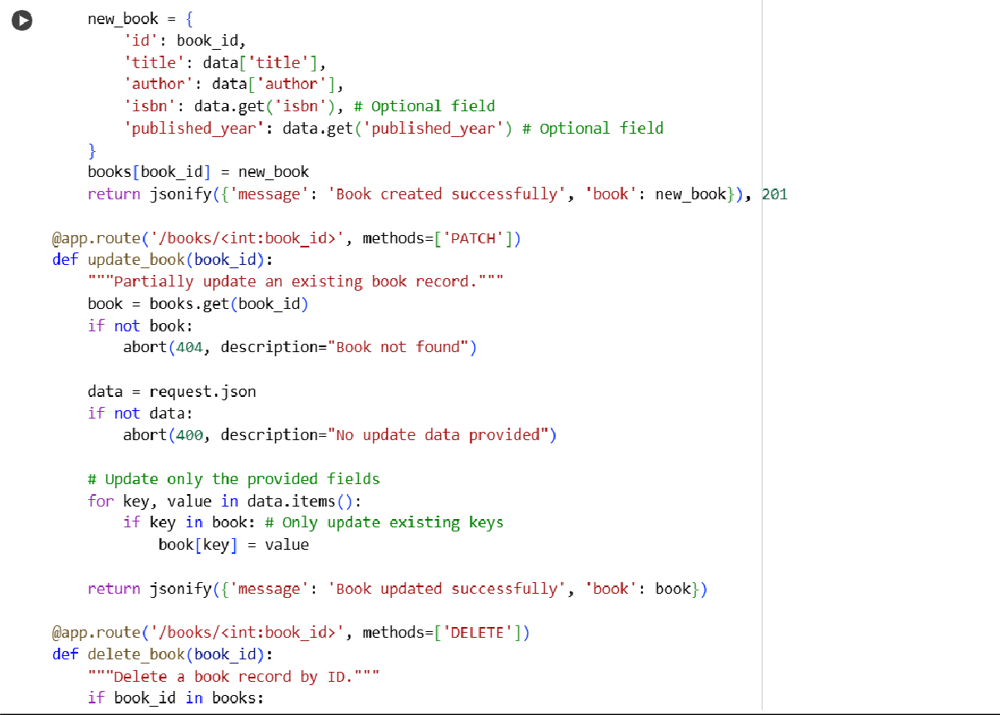 new_book = {
'id': book_id,
'title': data['title'],
'author': data['author'],
'isbn': data.get('isbn'), # Optional field
'published_year': data.get('published_year') # Optional field
}
books[book_id] = new_book
return jsonify({'message': 'Book created successfully', 'book': new_book}), 201
@app.route('/books/<int:book_id>', methods=['PATCH'])
def update_book(book_id):
"""Partially update an existing book record."""
book = books.get(book_id)
if not book:
abort(404, description="Book not found")
data = request.json
if not data:
abort(400, description="No update data provided")
# Update only the provided fields
for key, value in data.items():
if key in book: # Only update existing keys
book[key] = value
return jsonify({'message': 'Book updated successfully', 'book': book})
@app.route('/books/<int:book_id>', methods=['DELETE'])
def delete_book(book_id):
"""Delete a book record by ID."""
if book_id in books: